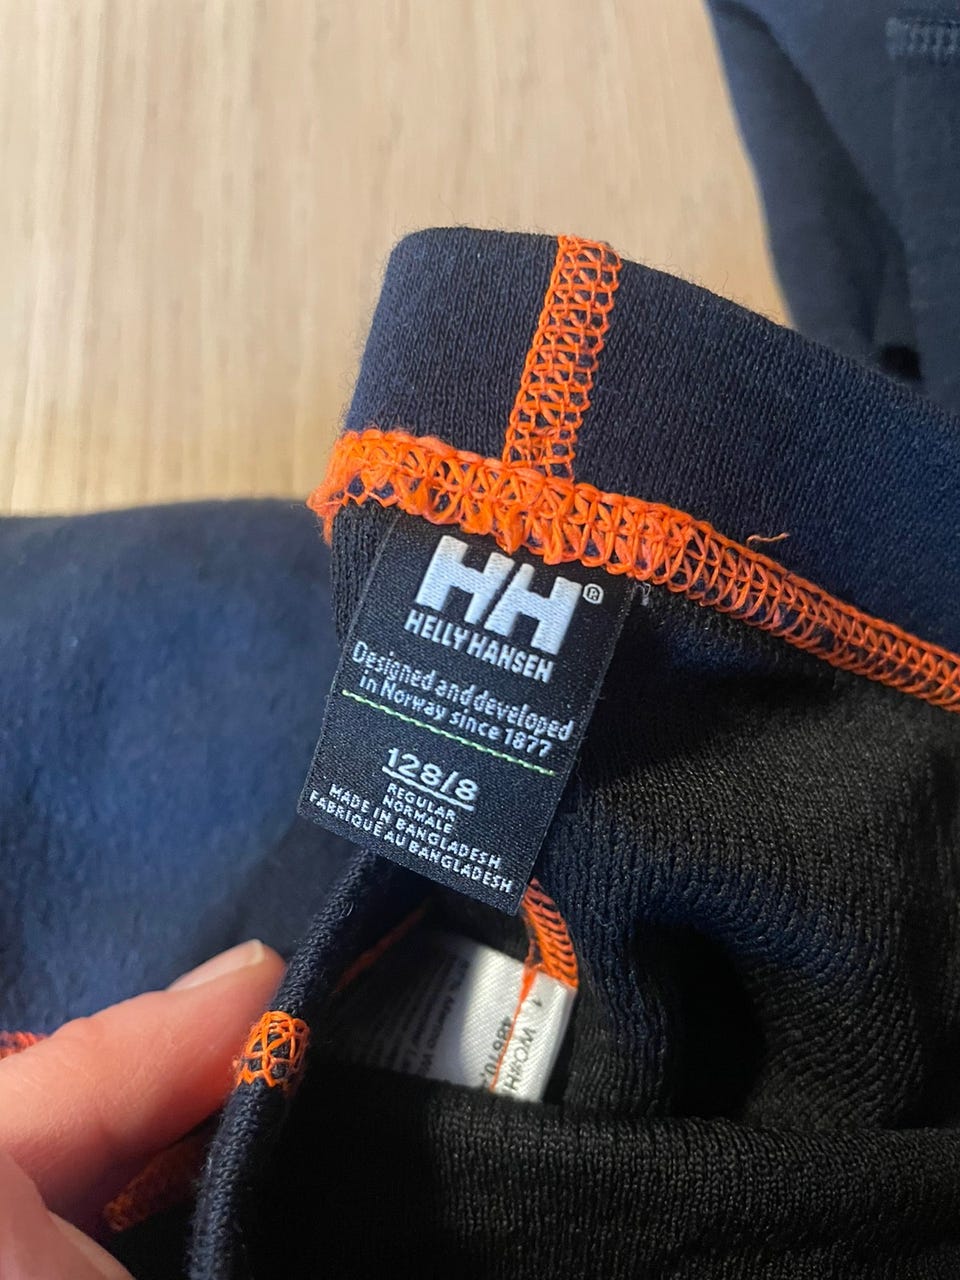 HH®
HELLY HANSEN
Designed and developed
in Norway since 1877
128/8
REGULAR
NORMALE
MADE IN BANGLADESH
FABRIQUÉ AU BANGLADESH